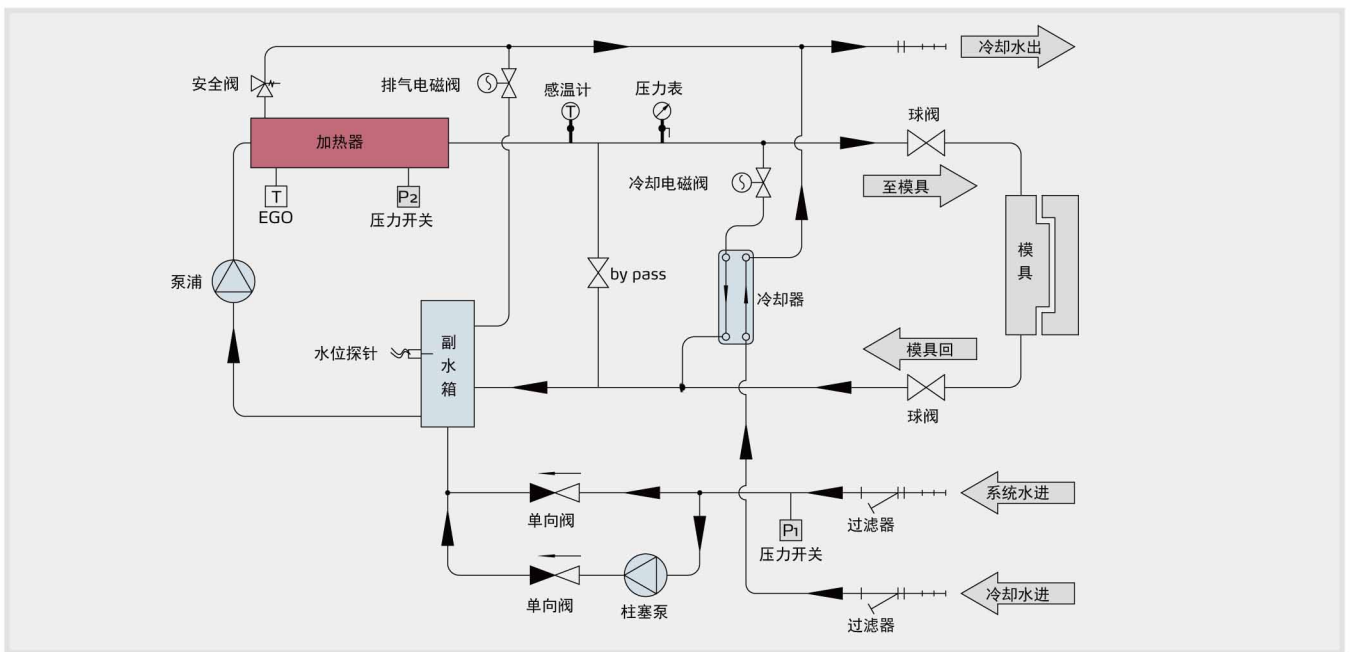 冷却水出
安全阀
排气电磁阀
感温计
压力表
球阀
T
加热器
冷却电磁阀
至模具
T
P2
EGO
压力开关
模具
泵浦
by pass
冷却器
副水箱
水位探针
模具回
球阀
系统水进
单向阀
P1
过滤器
压力开关
冷却水进
单向阀
柱塞泵
过滤器